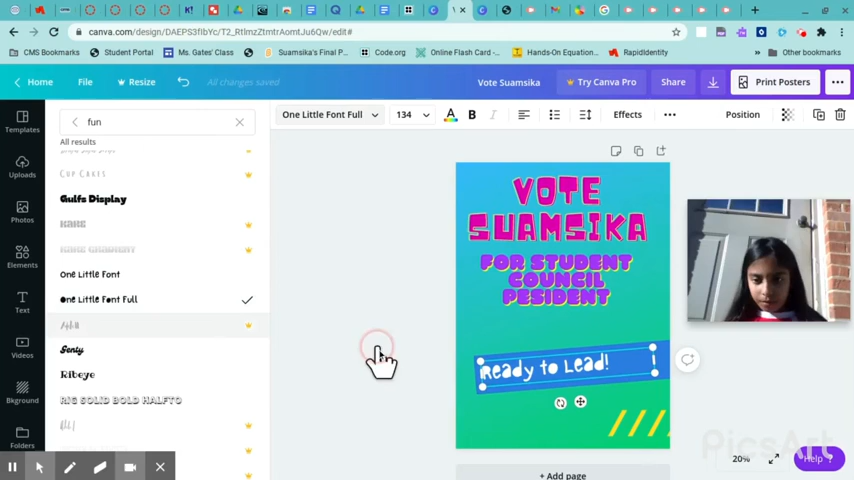 canva.com/design/DAEPS3fIbYc/T2_RtlmzZtmtrAomtJu6Qw/edit#
CMS Bookmarks
Student Portal
Ms. Gates' Class
Suamsika's Final P...
Code.org
Online Flash Card -...
Hands-On Equation...
RapidIdentity
»
Other bookmarks
Home
File
Resize
All changes saved
Vote Suamsika
Try Canva Pro
Share
Print Posters
Templates
Uploads
Photos
Elements
Text
Videos
Bkground
Folders
fun
All results
CUP CAKES
Gulfs Display
One Little Font
One Little Font Full
Senty
Ribeye
RIG SOLID BOLD HALFTO
One Little Font Full
134
A
B
I
Effects
Position
VOTE
SUAMSIKA
FOR STUDENT
COUNCIL
PESIDENT
Ready to Lead!
+ Add page
20%
Help ?
PicsArt